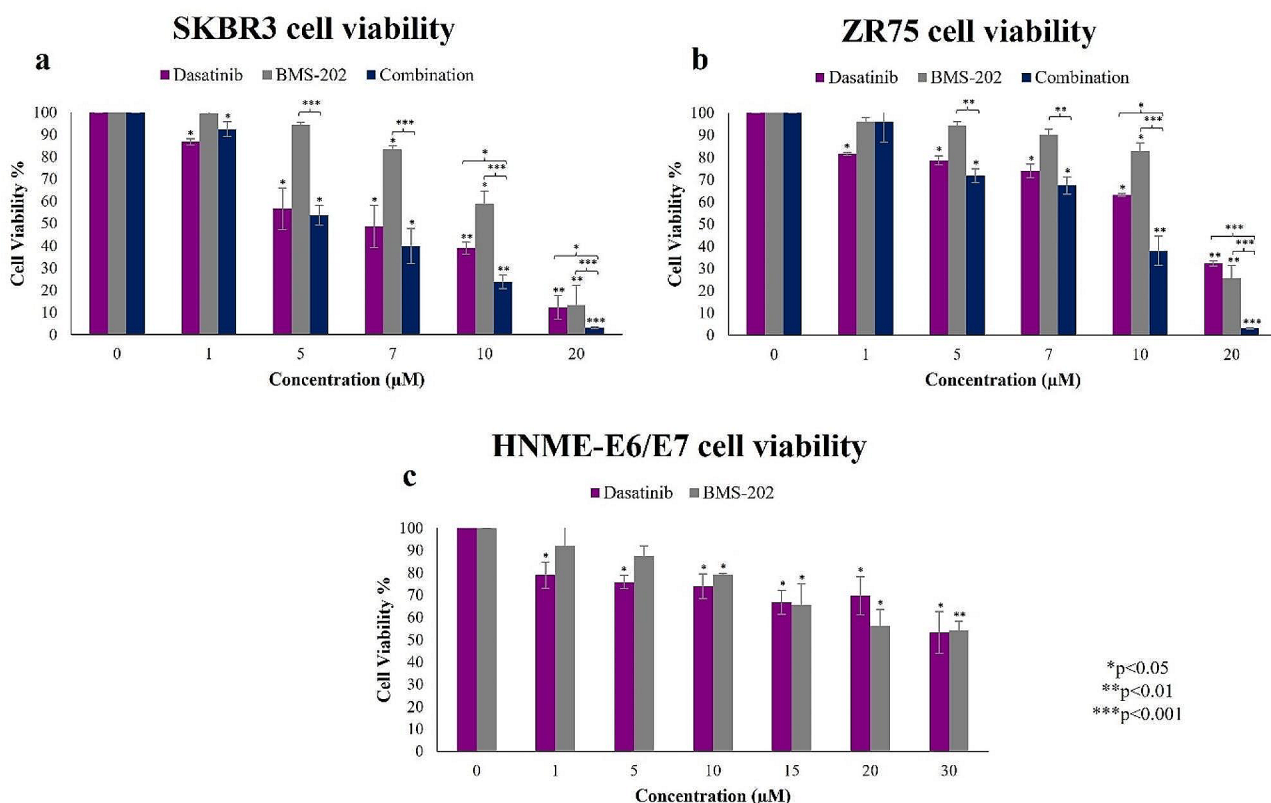 SKBR3 cell viability
a
Dasatinib BMS-202 Combination
Cell Viability %
100
90
80
70
60
50
40
30
20
10
0
* *
***
* *
***
* * *
* *** ** * **
* *** ** ** ***
0 1 5 7 10 20
Concentration (µM)
ZR75 cell viability
b
Dasatinib BMS-202 Combination
Cell Viability %
100
90
80
70
60
50
40
30
20
10
0
*
**
* *
**
* *
* *** * * **
*** *** ** ** ***
0 1 5 7 10 20
Concentration (µM)
HNME-E6/E7 cell viability
c
Dasatinib BMS-202
Cell Viability %
100
90
80
70
60
50
40
30
20
10
0
* * * * * * * * * **
0 1 5 10 15 20 30
Concentration (µM)
*p<0.05
**p<0.01
***p<0.001